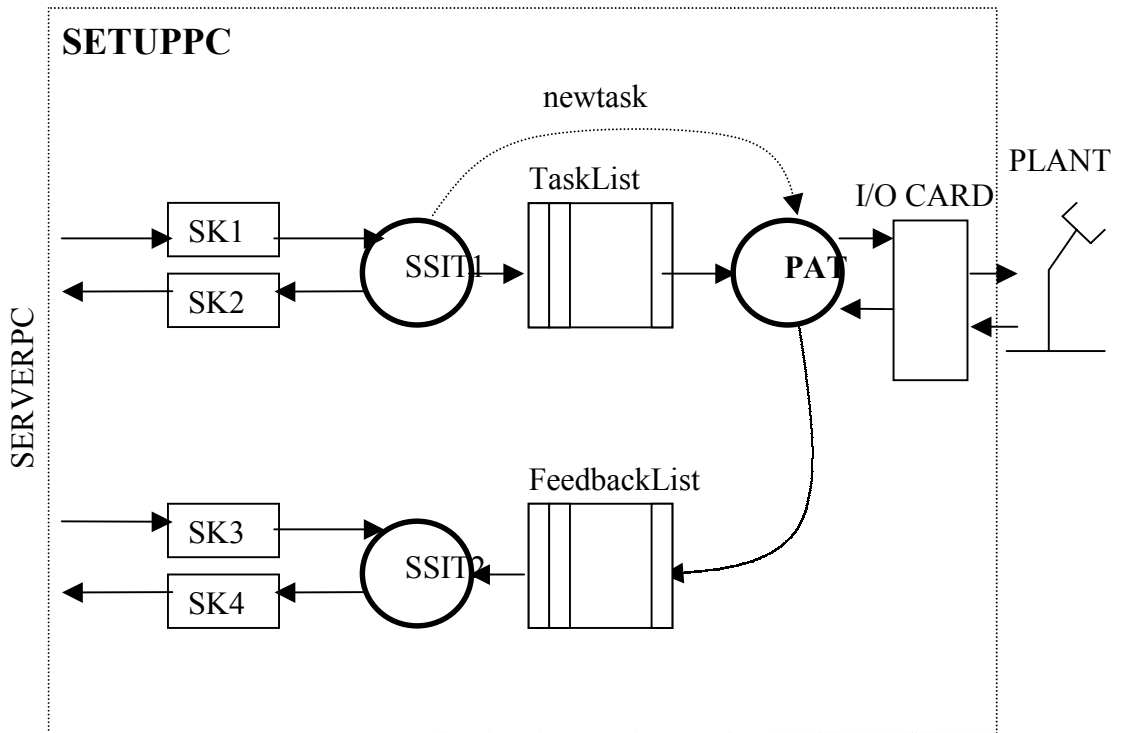 SETUPPC
newtask
TaskList
PLANT
I/O CARD
SK1
SSIT1
PAT
SK2
SERVERPC
FeedbackList
SK3
SSIT2
SK4